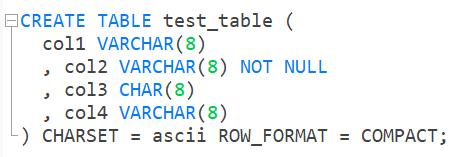 CREATE TABLE test_table (
col1 VARCHAR(8)
, col2 VARCHAR(8) NOT NULL
, col3 CHAR(8)
, col4 VARCHAR(8)
) CHARSET = ascii ROW_FORMAT = COMPACT;